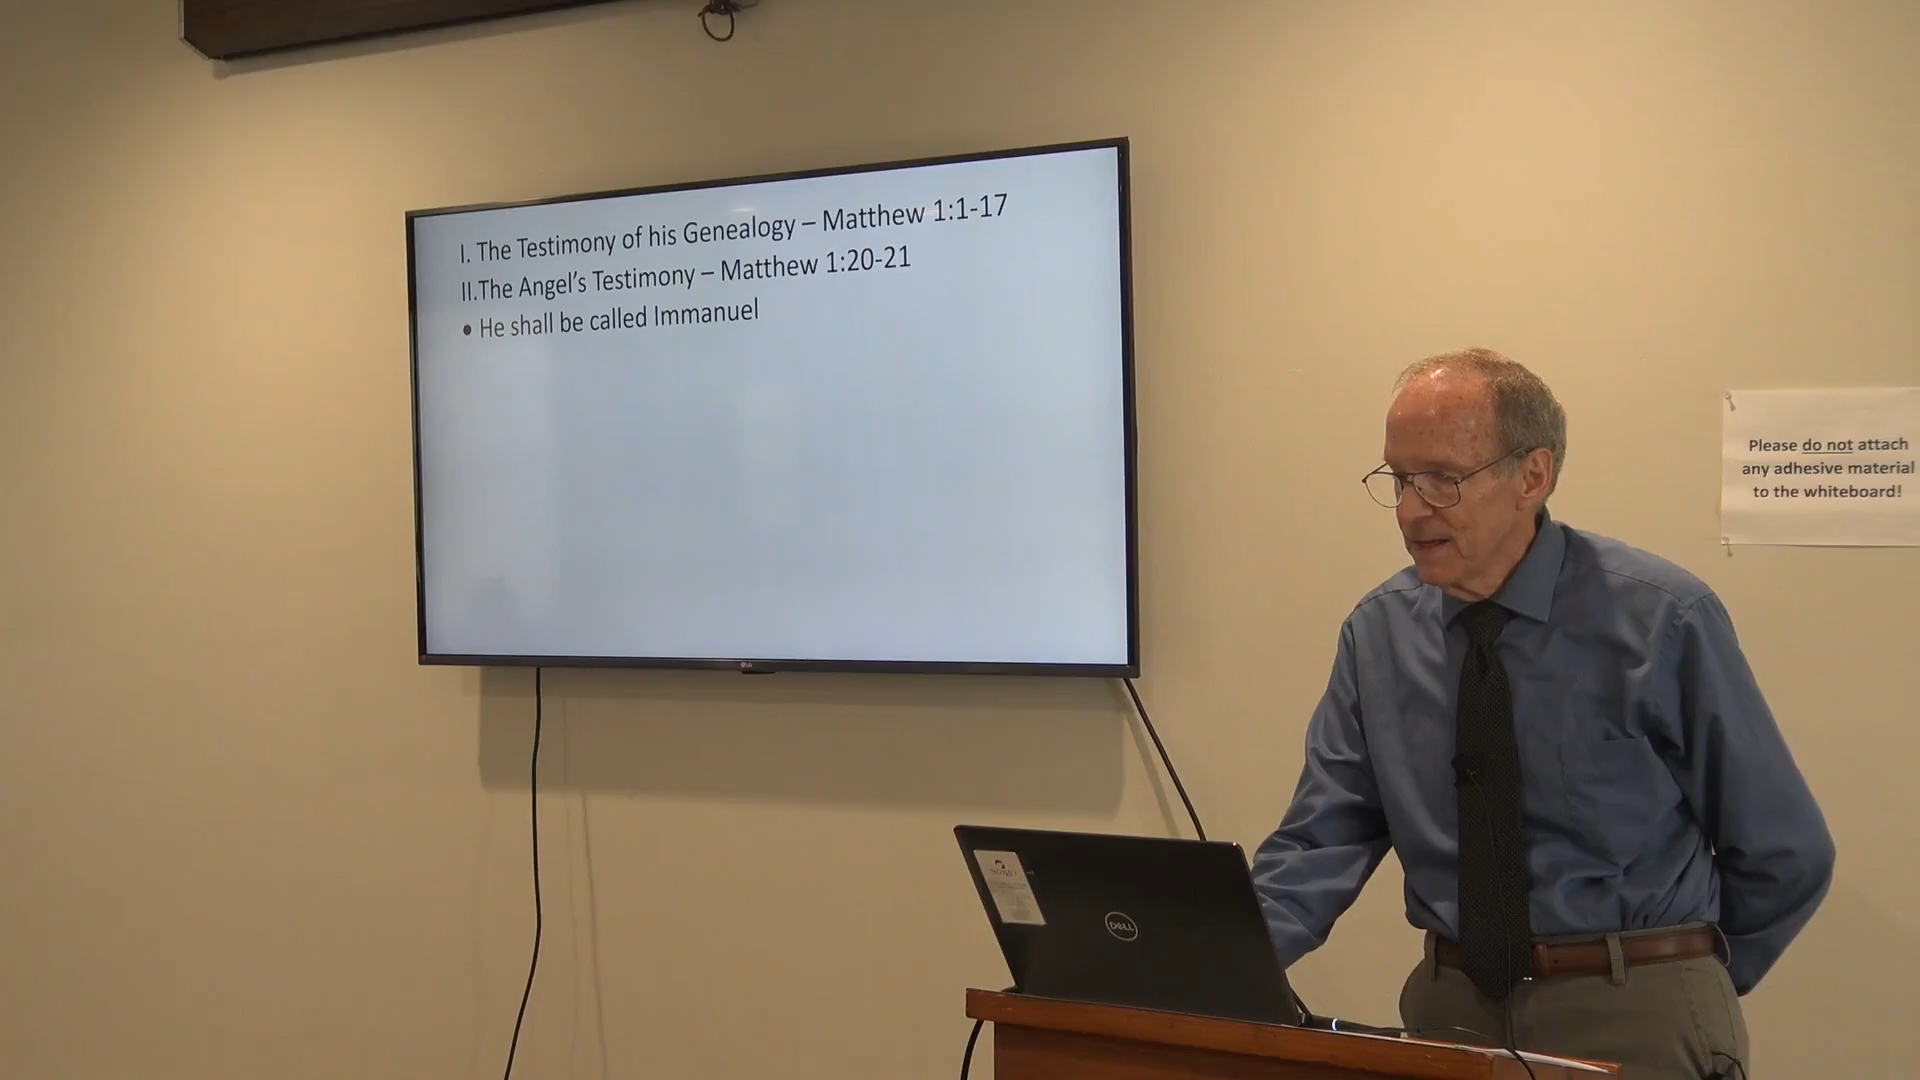 I. The Testimony of his Genealogy – Matthew 1:1-17
II.The Angel's Testimony – Matthew 1:20-21
• He shall be called Immanuel
Please do not attach
any adhesive material
to the whiteboard!
LG
DELL